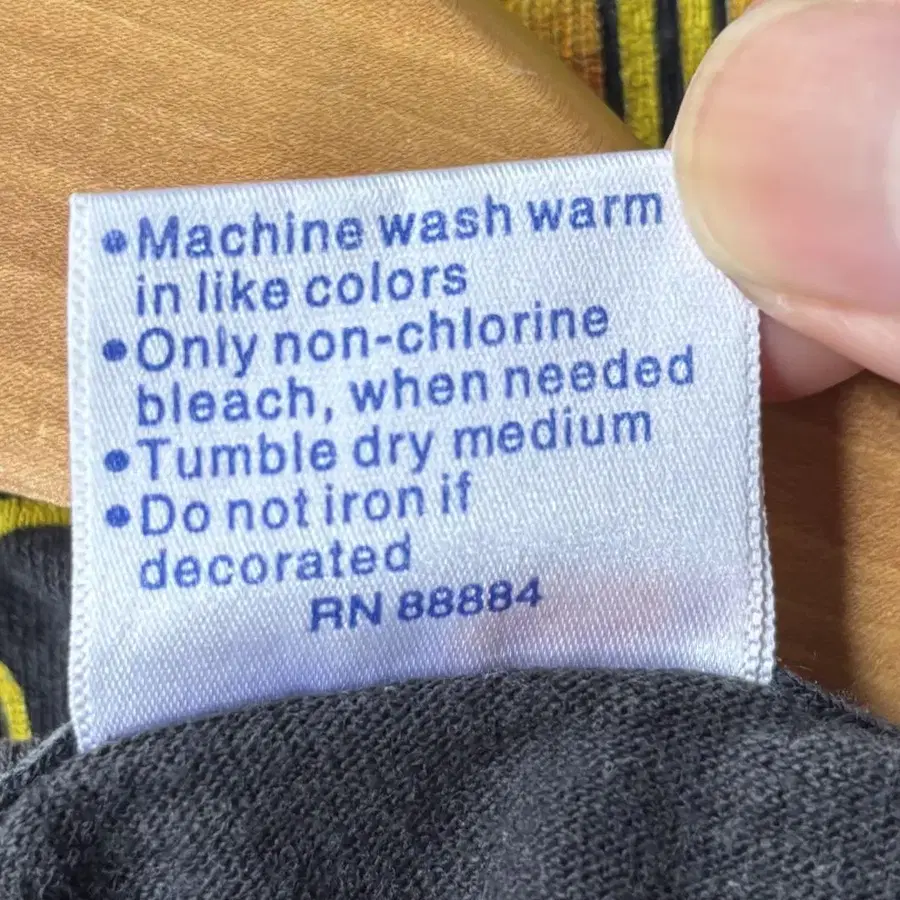 •Machine wash warm
in like colors
•Only non-chlorine
bleach, when needed
•Tumble dry medium
•Do not iron if
decorated
RN 88884